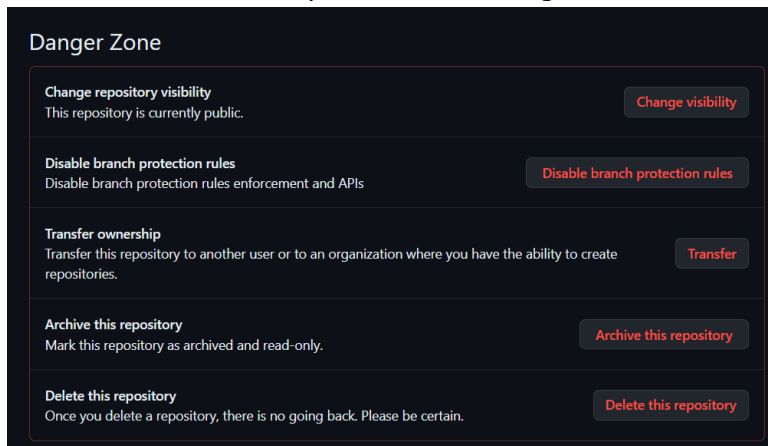 Danger Zone
Change repository visibility
This repository is currently public.
Change visibility
Disable branch protection rules
Disable branch protection rules enforcement and APIs
Disable branch protection rules
Transfer ownership
Transfer this repository to another user or to an organization where you have the ability to create
repositories.
Transfer
Archive this repository
Mark this repository as archived and read-only.
Archive this repository
Delete this repository
Once you delete a repository, there is no going back. Please be certain.
Delete this repository